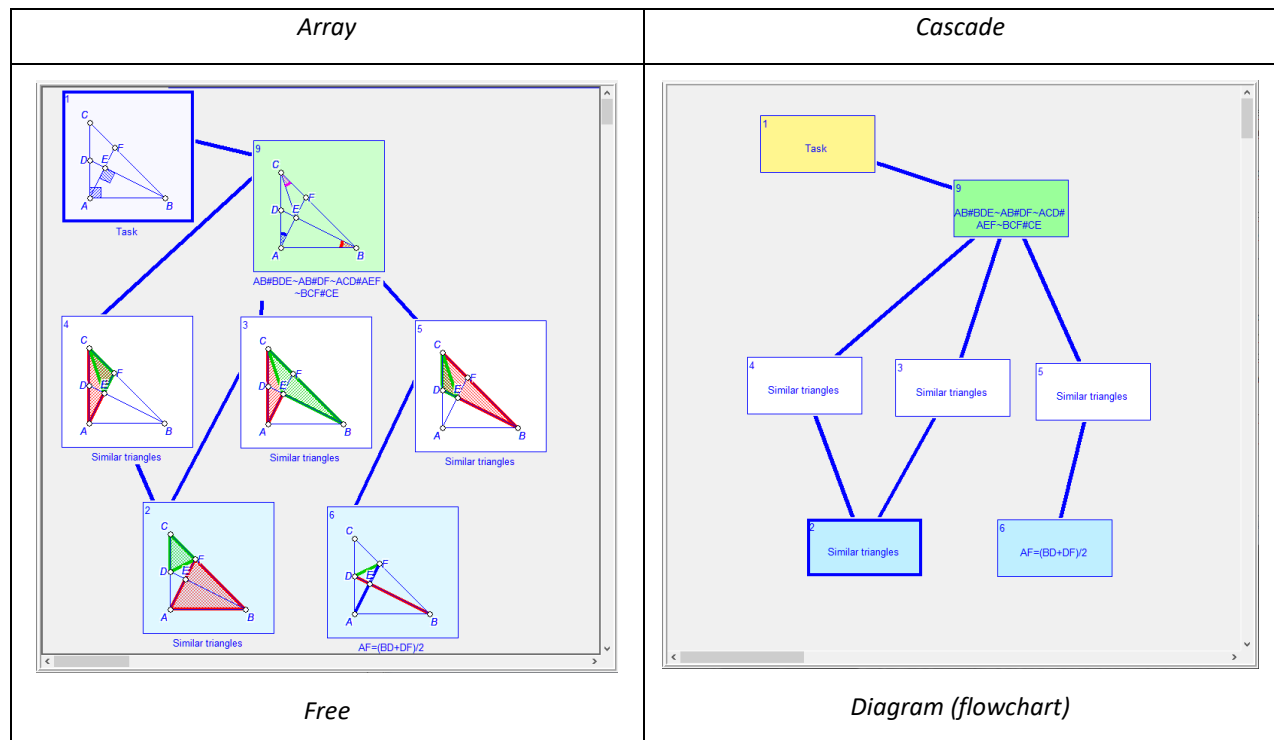 Array
Cascade
1
C
D
E
F
A
B
Task
9
C
D
E
F
A
B
AB#BDE~AB#DF~ACD#AEF
~BCF#CE
4
C
D
E
F
A
B
Similar triangles
3
C
D
E
F
A
B
Similar triangles
5
C
D
E
F
A
B
Similar triangles
2
C
D
E
F
A
B
Similar triangles
6
C
D
E
F
A
B
AF=(BD+DF)/2
Free
1
Task
9
AB#BDE~AB#DF~ACD#
AEF~BCF#CE
4
Similar triangles
3
Similar triangles
5
Similar triangles
2
Similar triangles
6
AF=(BD+DF)/2
Diagram (flowchart)